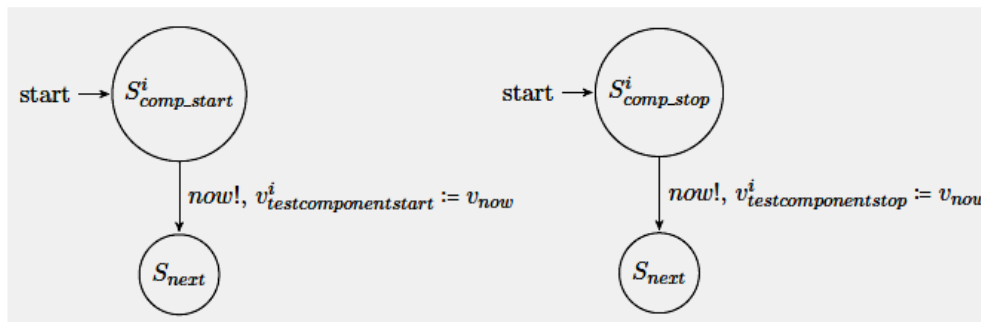 start S^i_{comp_start}
start S^i_{comp_stop}
now!, v^i_{testcomponentstart} := v_{now}
now!, v^i_{testcomponentstop} := v_{now}
S_{next}
S_{next}